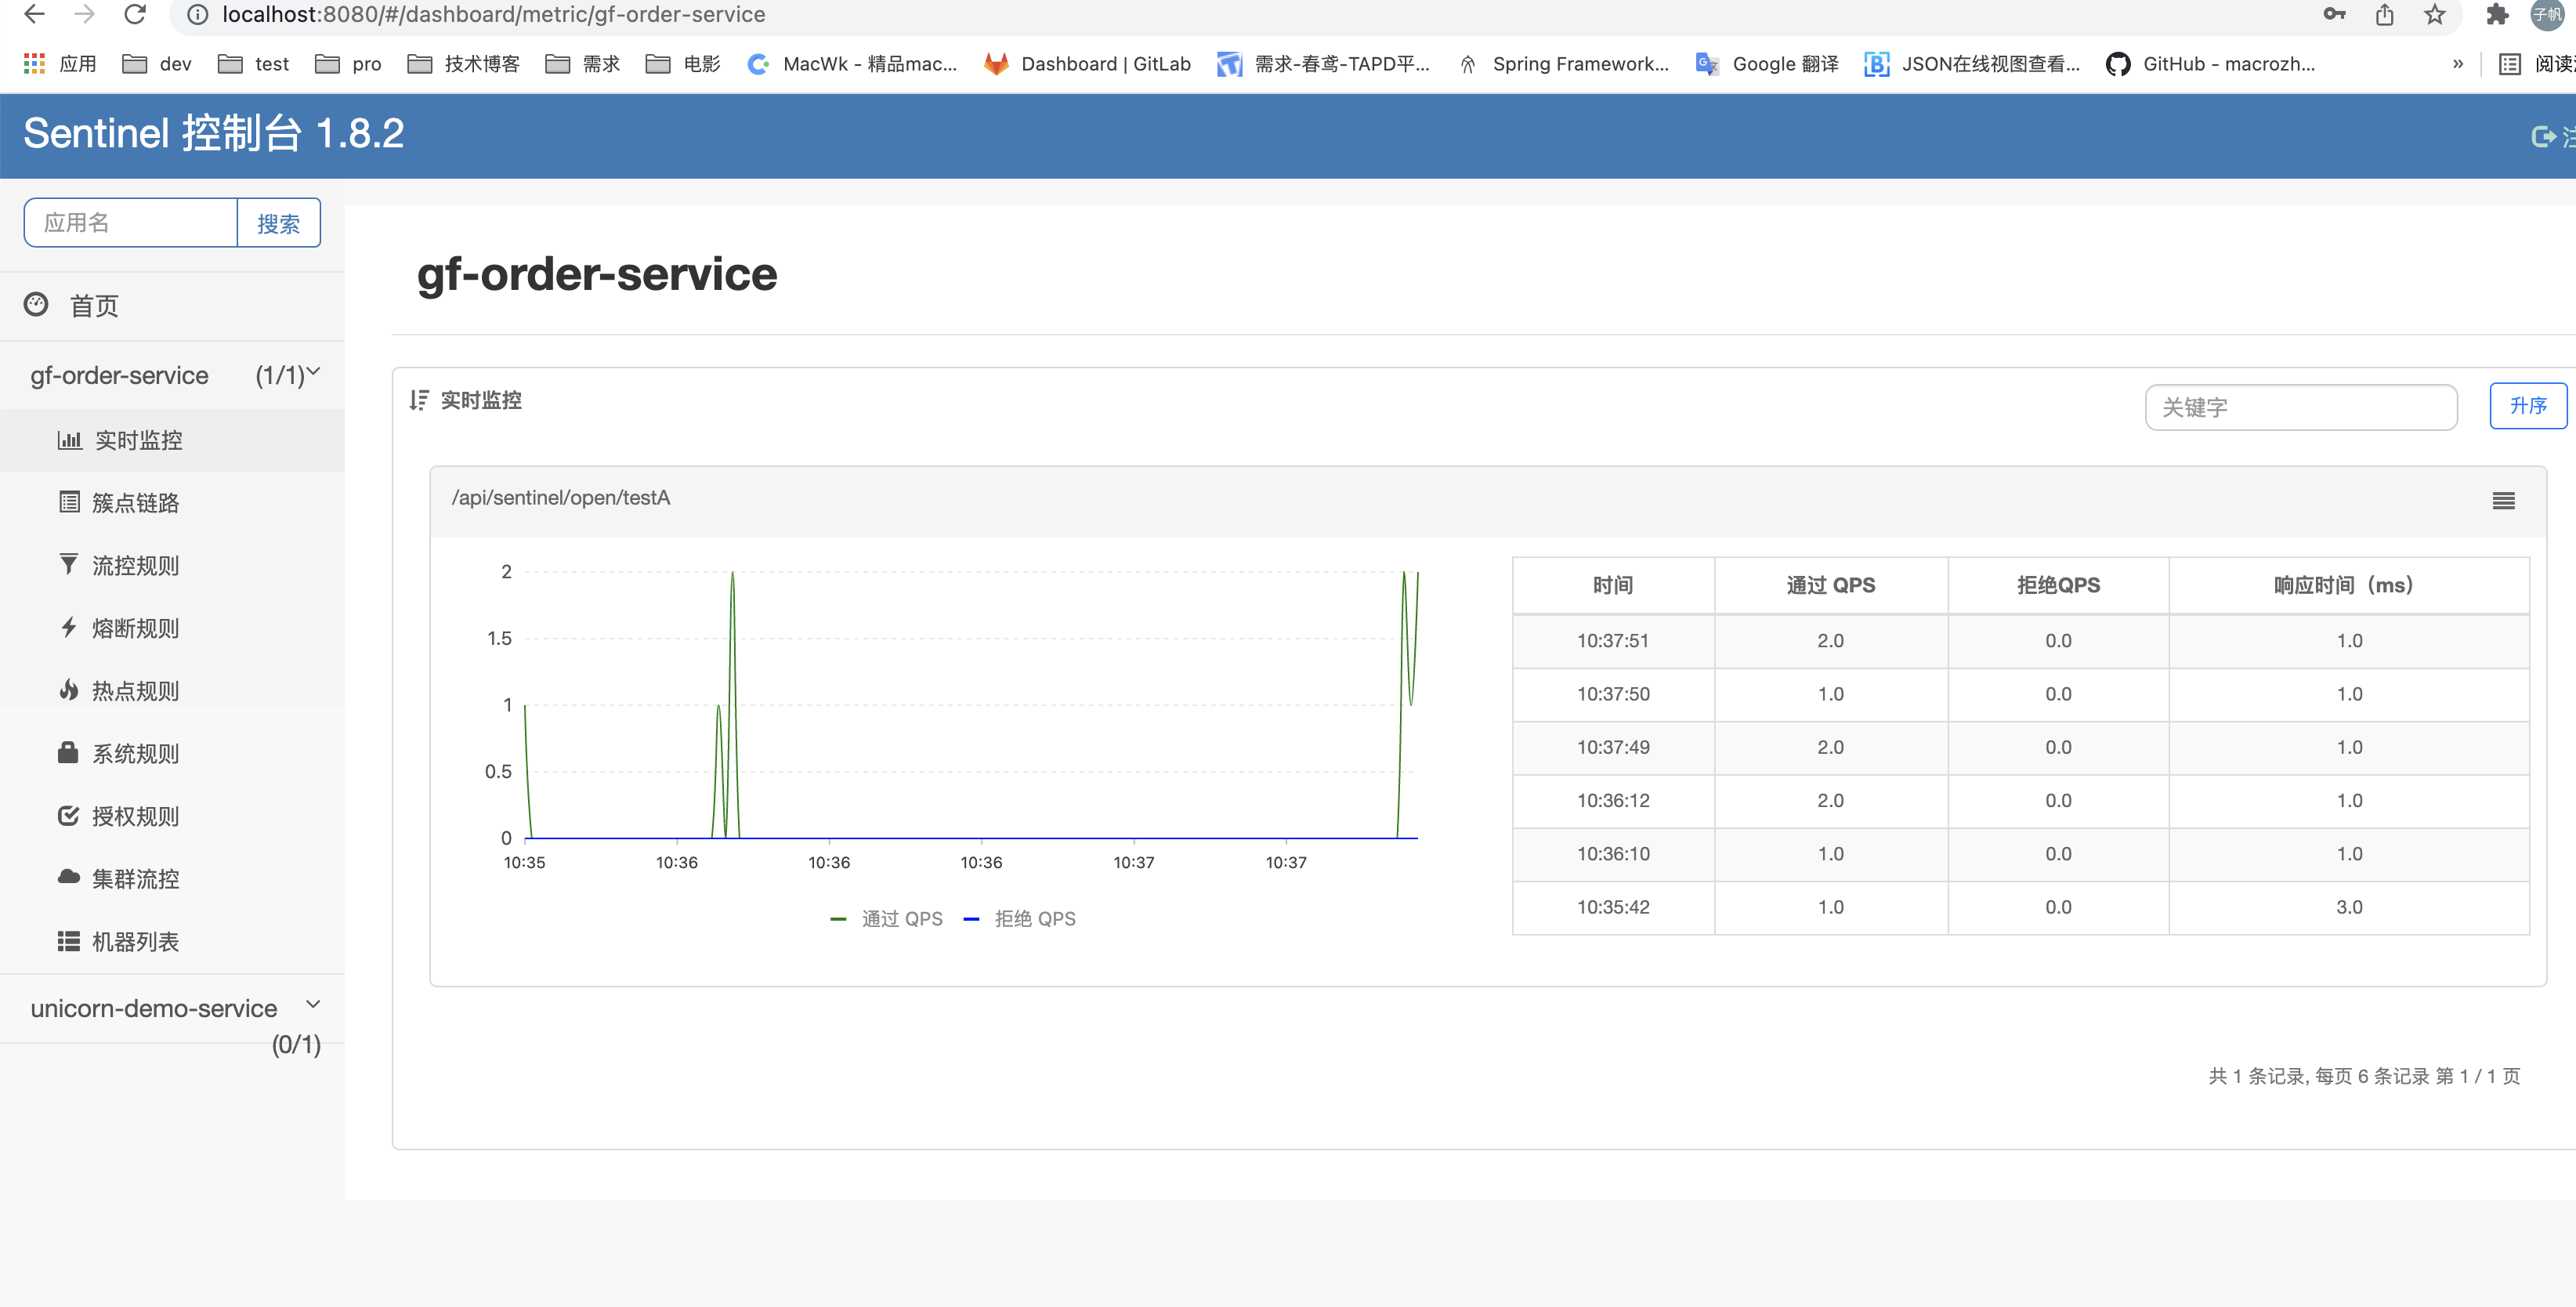 localhost:8080/#/dashboard/metric/gf-order-service
子帆
应用 dev test pro 技术博客 需求 电影 MacWk - 精品mac... Dashboard | GitLab 需求-春鸢-TAPD平... Spring Framework... Google 翻译 JSON在线视图查看... GitHub - macrozh... » 阅读
Sentinel 控制台 1.8.2
应用名 搜索
首页
gf-order-service (1/1)
实时监控
簇点链路
流控规则
熔断规则
热点规则
系统规则
授权规则
集群流控
机器列表
unicorn-demo-service
(0/1)
gf-order-service
实时监控 关键字 升序
/api/sentinel/open/testA
2
1.5
1
0.5
0
10:35 10:36 10:36 10:36 10:37 10:37
通过 QPS 拒绝 QPS
时间 通过 QPS 拒绝QPS 响应时间（ms）
10:37:51 2.0 0.0 1.0
10:37:50 1.0 0.0 1.0
10:37:49 2.0 0.0 1.0
10:36:12 2.0 0.0 1.0
10:36:10 1.0 0.0 1.0
10:35:42 1.0 0.0 3.0
共 1 条记录, 每页 6 条记录 第 1 / 1 页